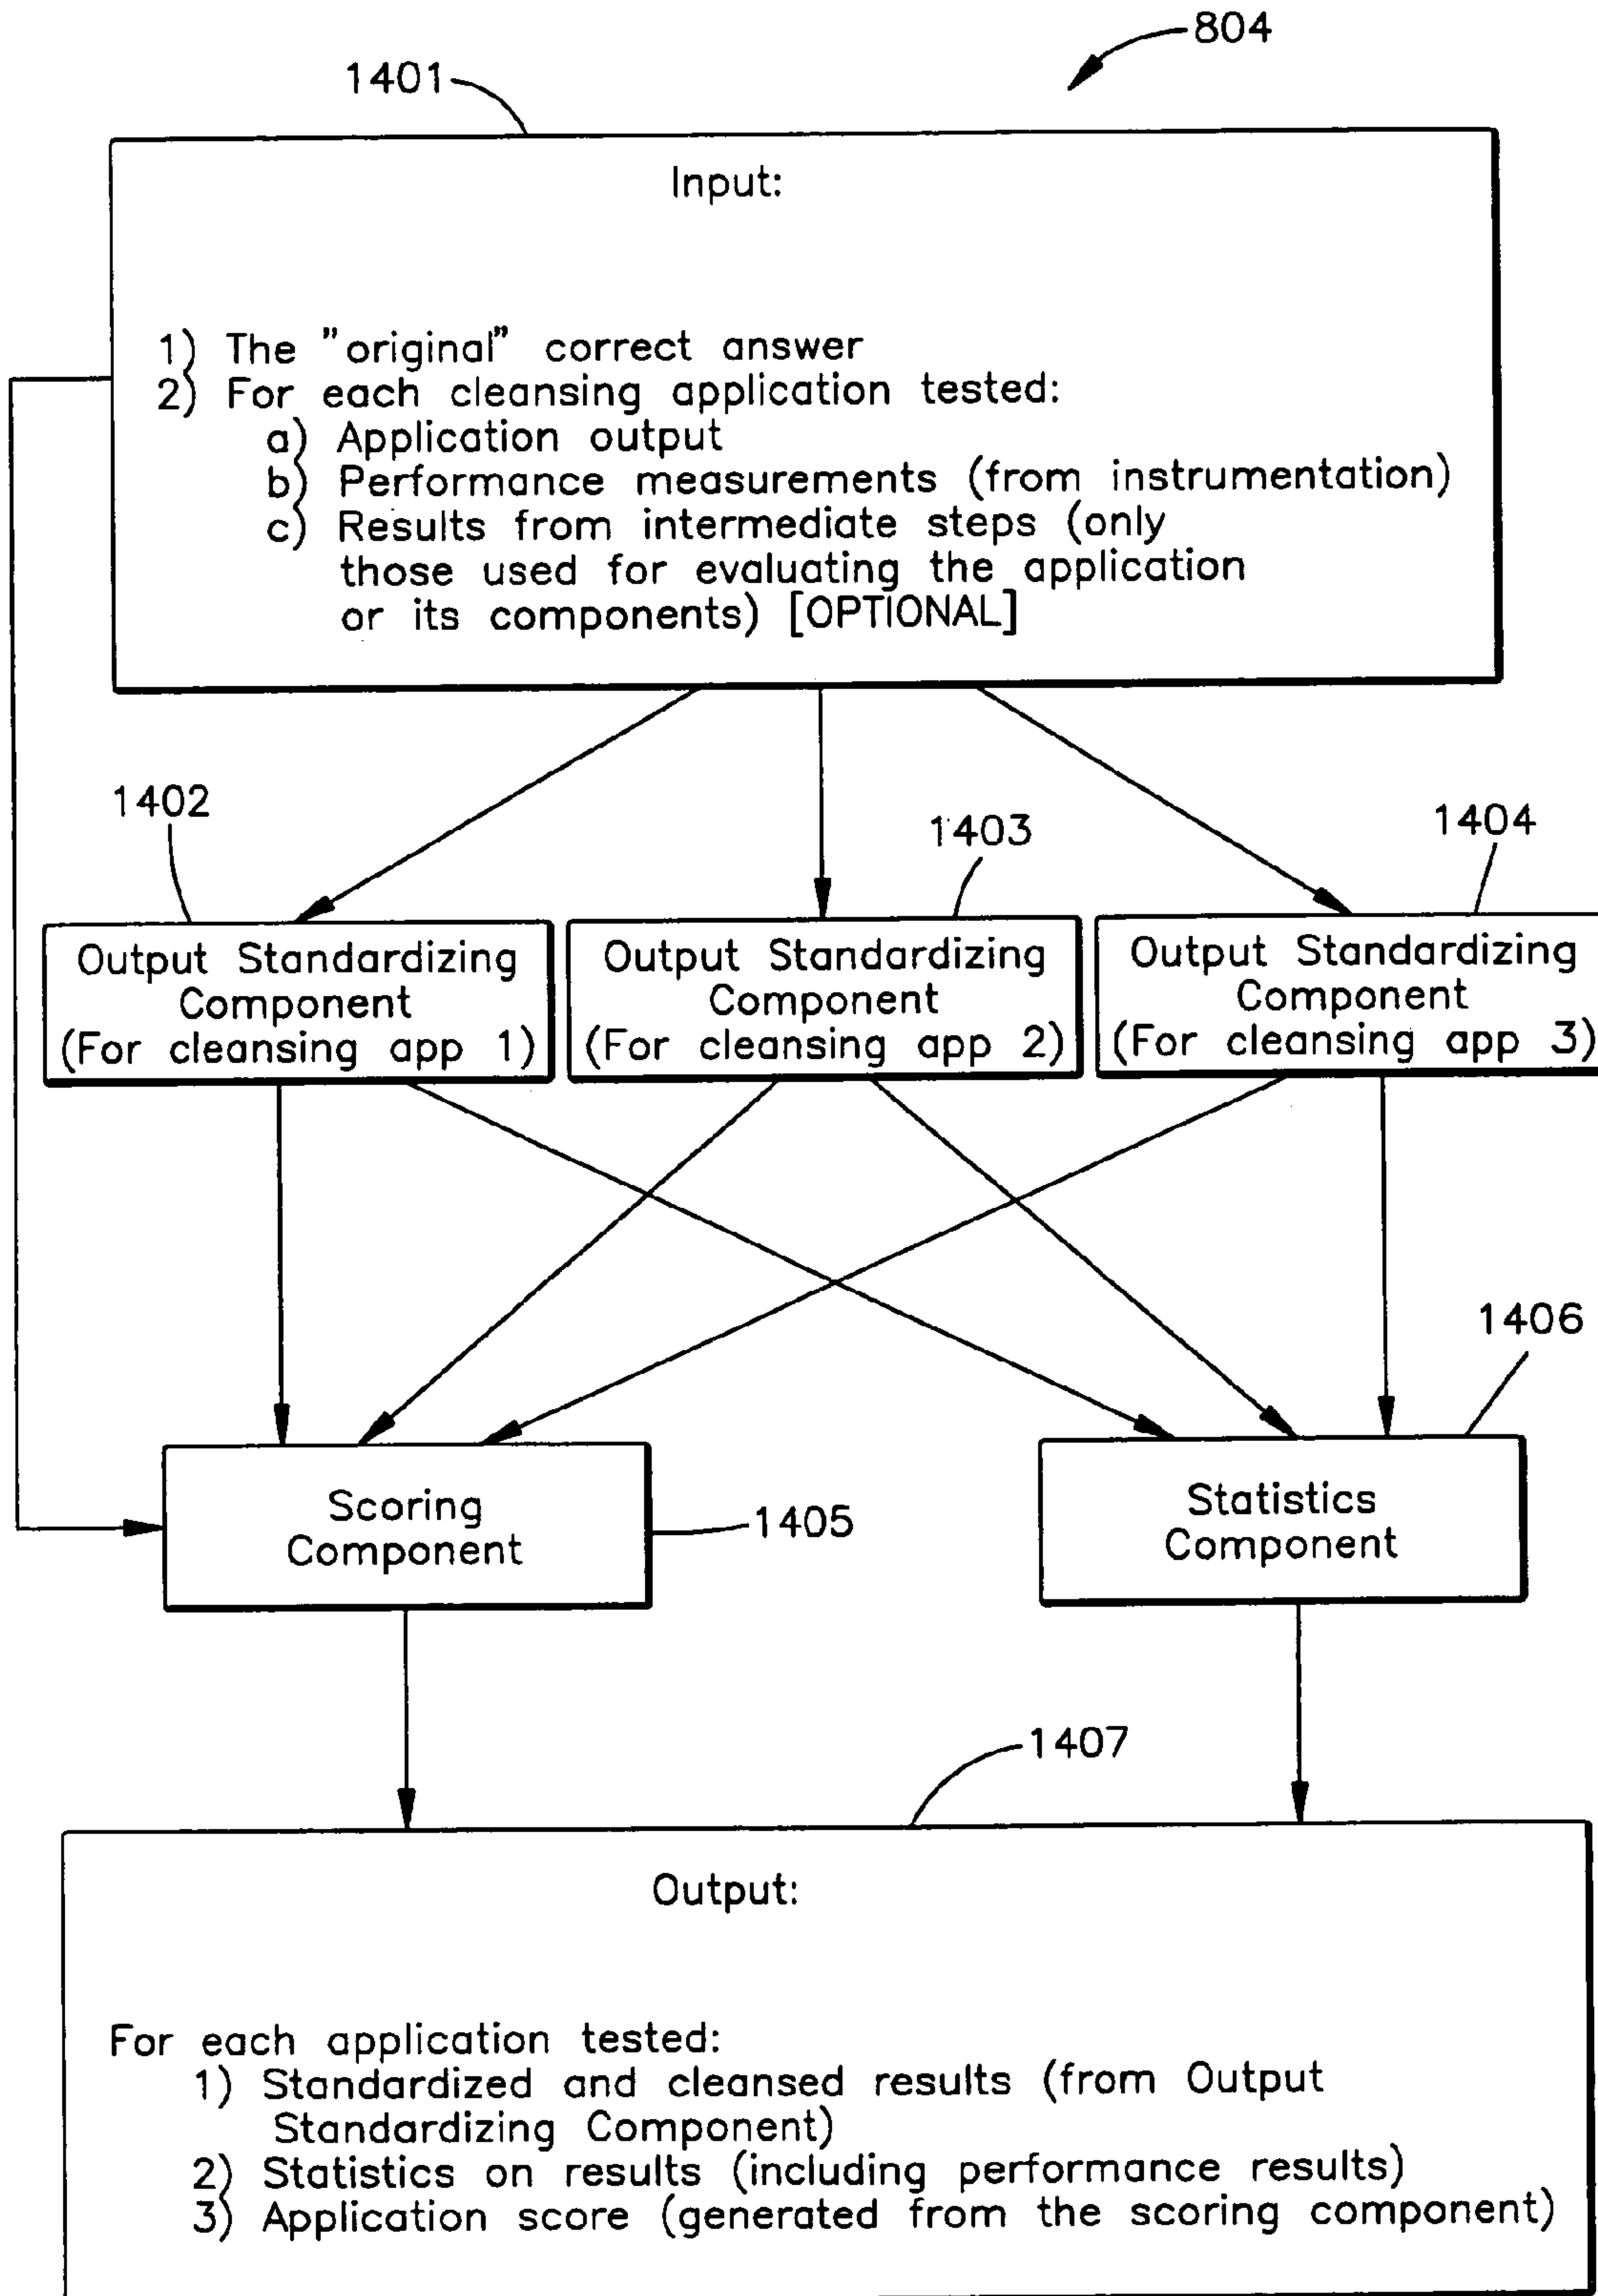 804
1401
Input:
1) The "original" correct answer
2) For each cleansing application tested:
a) Application output
b) Performance measurements (from instrumentation)
c) Results from intermediate steps (only
those used for evaluating the application
or its components) [OPTIONAL]
1402
1403
1404
Output Standardizing
Component
(For cleansing app 1)
Output Standardizing
Component
(For cleansing app 2)
Output Standardizing
Component
(For cleansing app 3)
1406
Scoring
Component
1405
Statistics
Component
1407
Output:
For each application tested:
1) Standardized and cleansed results (from Output
Standardizing Component)
2) Statistics on results (including performance results)
3) Application score (generated from the scoring component)